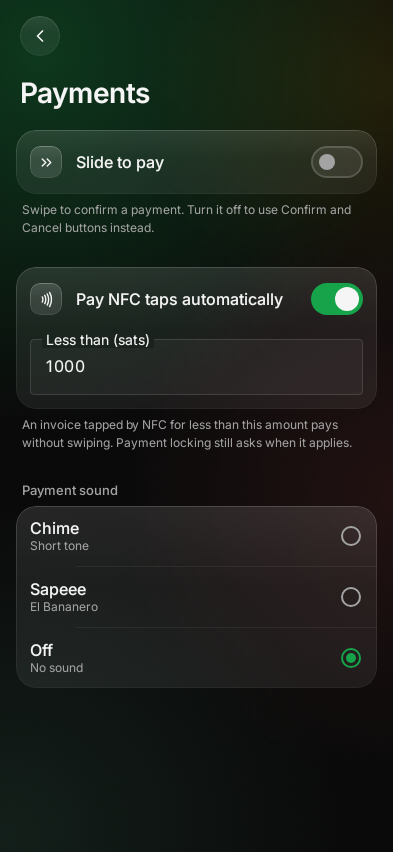 Payments
Slide to pay
Swipe to confirm a payment. Turn it off to use Confirm and
Cancel buttons instead.
Pay NFC taps automatically
Less than (sats)
1000
An invoice tapped by NFC for less than this amount pays
without swiping. Payment locking still asks when it applies.
Payment sound
Chime
Short tone
Sapeee
El Bananero
Off
No sound